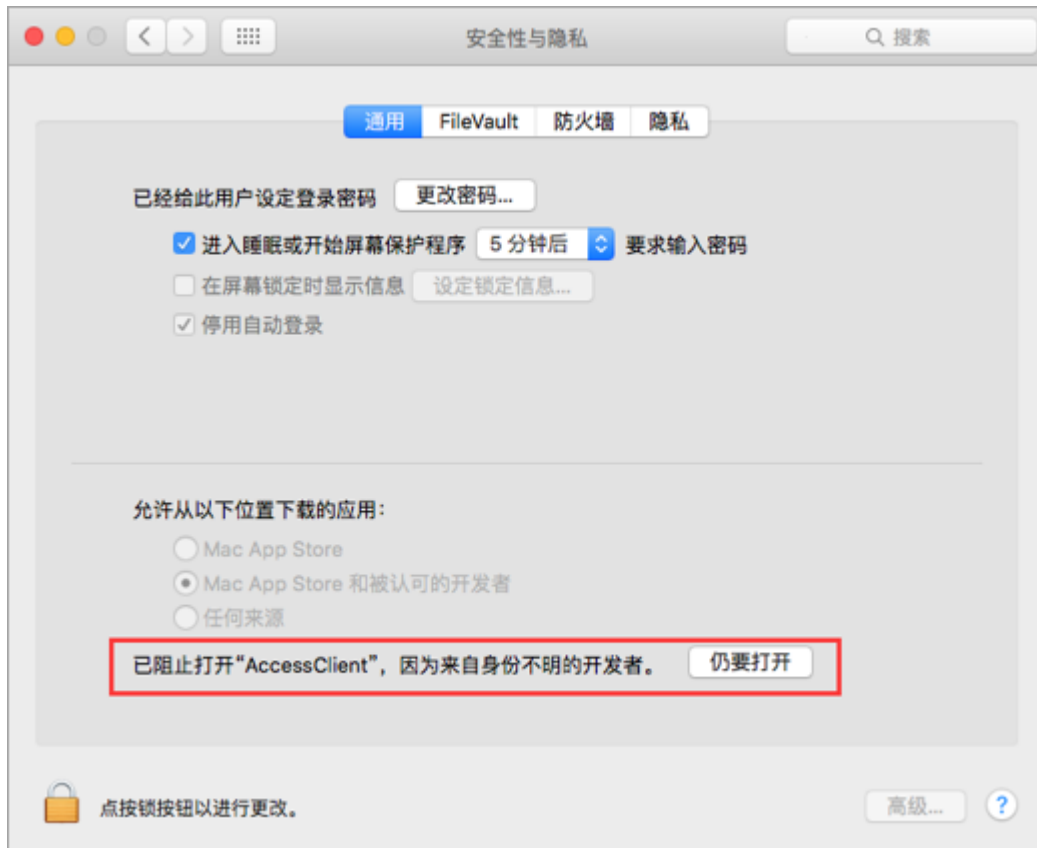 安全性与隐私
搜索
通用 FileVault 防火墙 隐私
已经给此用户设定登录密码 更改密码...
进入睡眠或开始屏幕保护程序 5 分钟后 要求输入密码
在屏幕锁定时显示信息 设定锁定信息...
停用自动登录
允许从以下位置下载的应用：
Mac App Store
Mac App Store 和被认可的开发者
任何来源
已阻止打开“AccessClient”，因为来自身份不明的开发者。 仍要打开
点按锁按钮以进行更改。 高级... ?